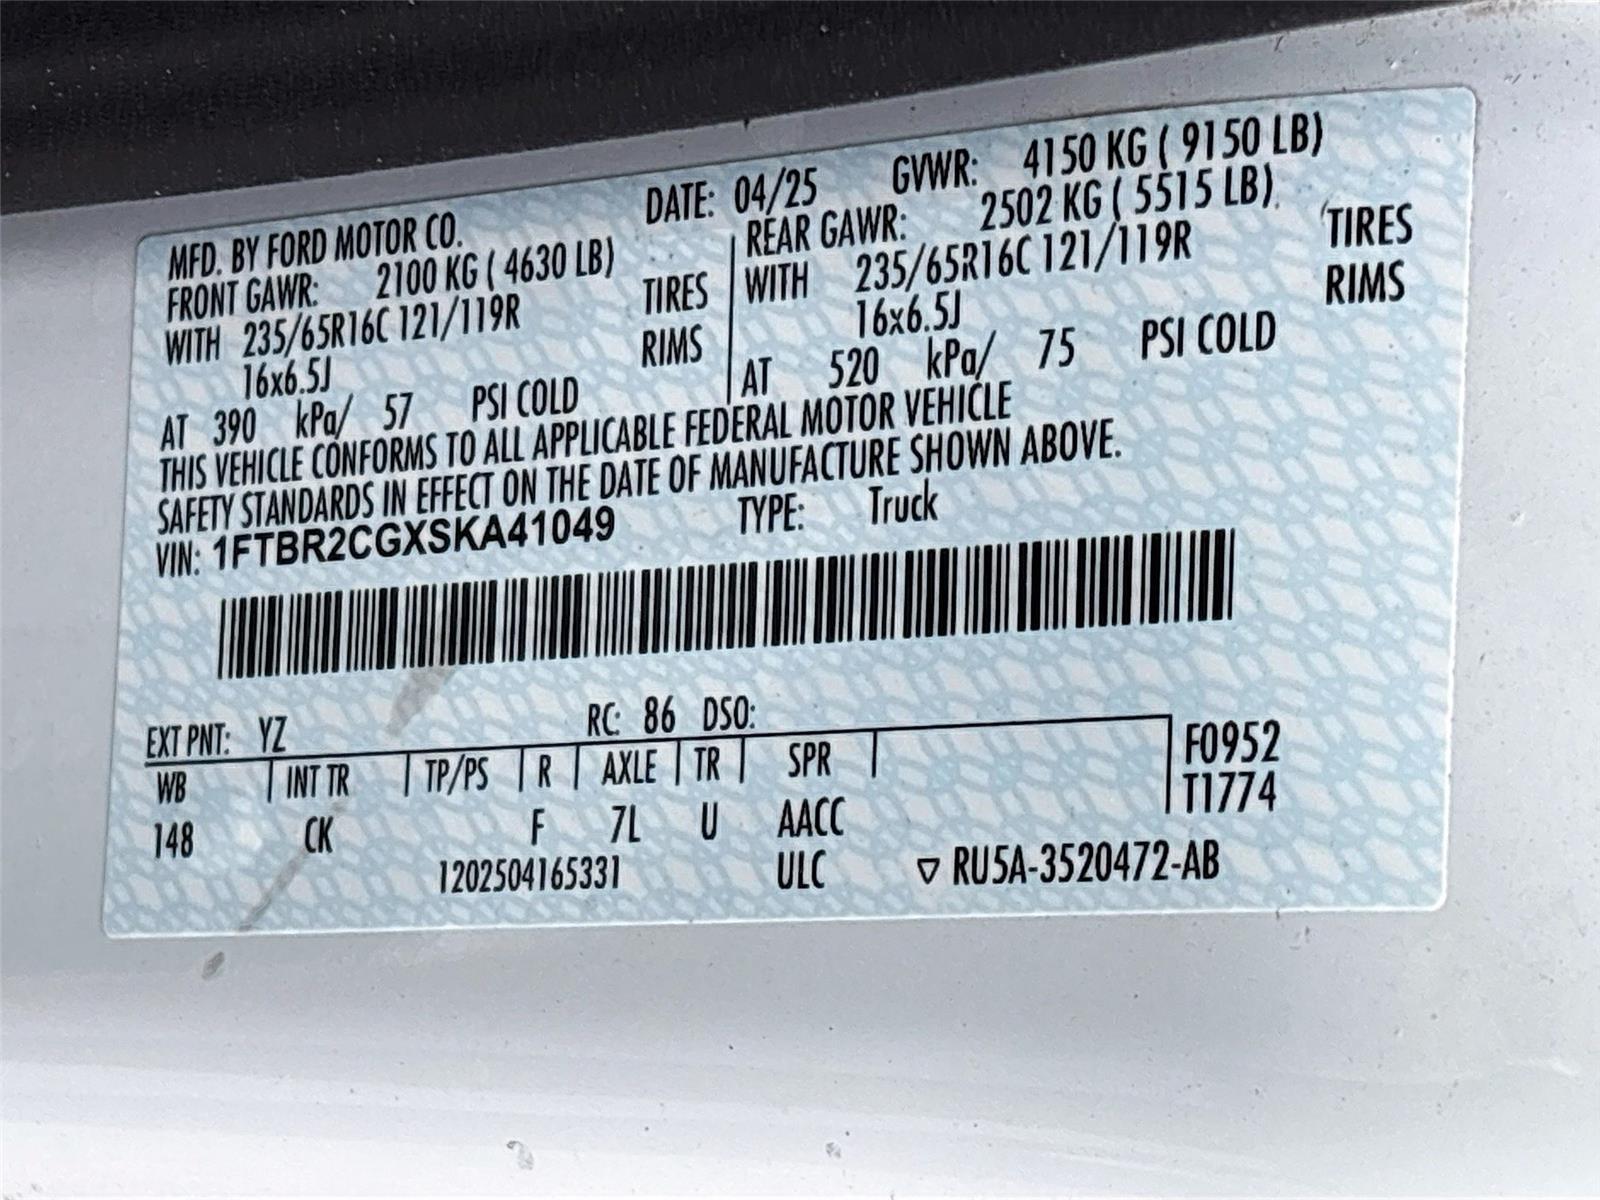 MFD. BY FORD MOTOR CO. DATE: 04/25 GVWR: 4150 KG ( 9150 LB)
FRONT GAWR: 2100 KG ( 4630 LB)
WITH 235/65R16C 121/119R TIRES
16x6.5J RIMS
AT 390 kPa/ 57 PSI COLD
REAR GAWR: 2502 KG ( 5515 LB)
WITH 235/65R16C 121/119R TIRES
16x6.5J RIMS
AT 520 kPa/ 75 PSI COLD
THIS VEHICLE CONFORMS TO ALL APPLICABLE FEDERAL MOTOR VEHICLE
SAFETY STANDARDS IN EFFECT ON THE DATE OF MANUFACTURE SHOWN ABOVE.
VIN: 1FTBR2CGXSKA41049 TYPE: Truck
EXT PNT: YZ RC: 86 DSO:
WB INT TR TP/PS R AXLE TR SPR F0952
148 CK F 7L U AACC T1774
1202504165331 ULC ▽ RU5A-3520472-AB